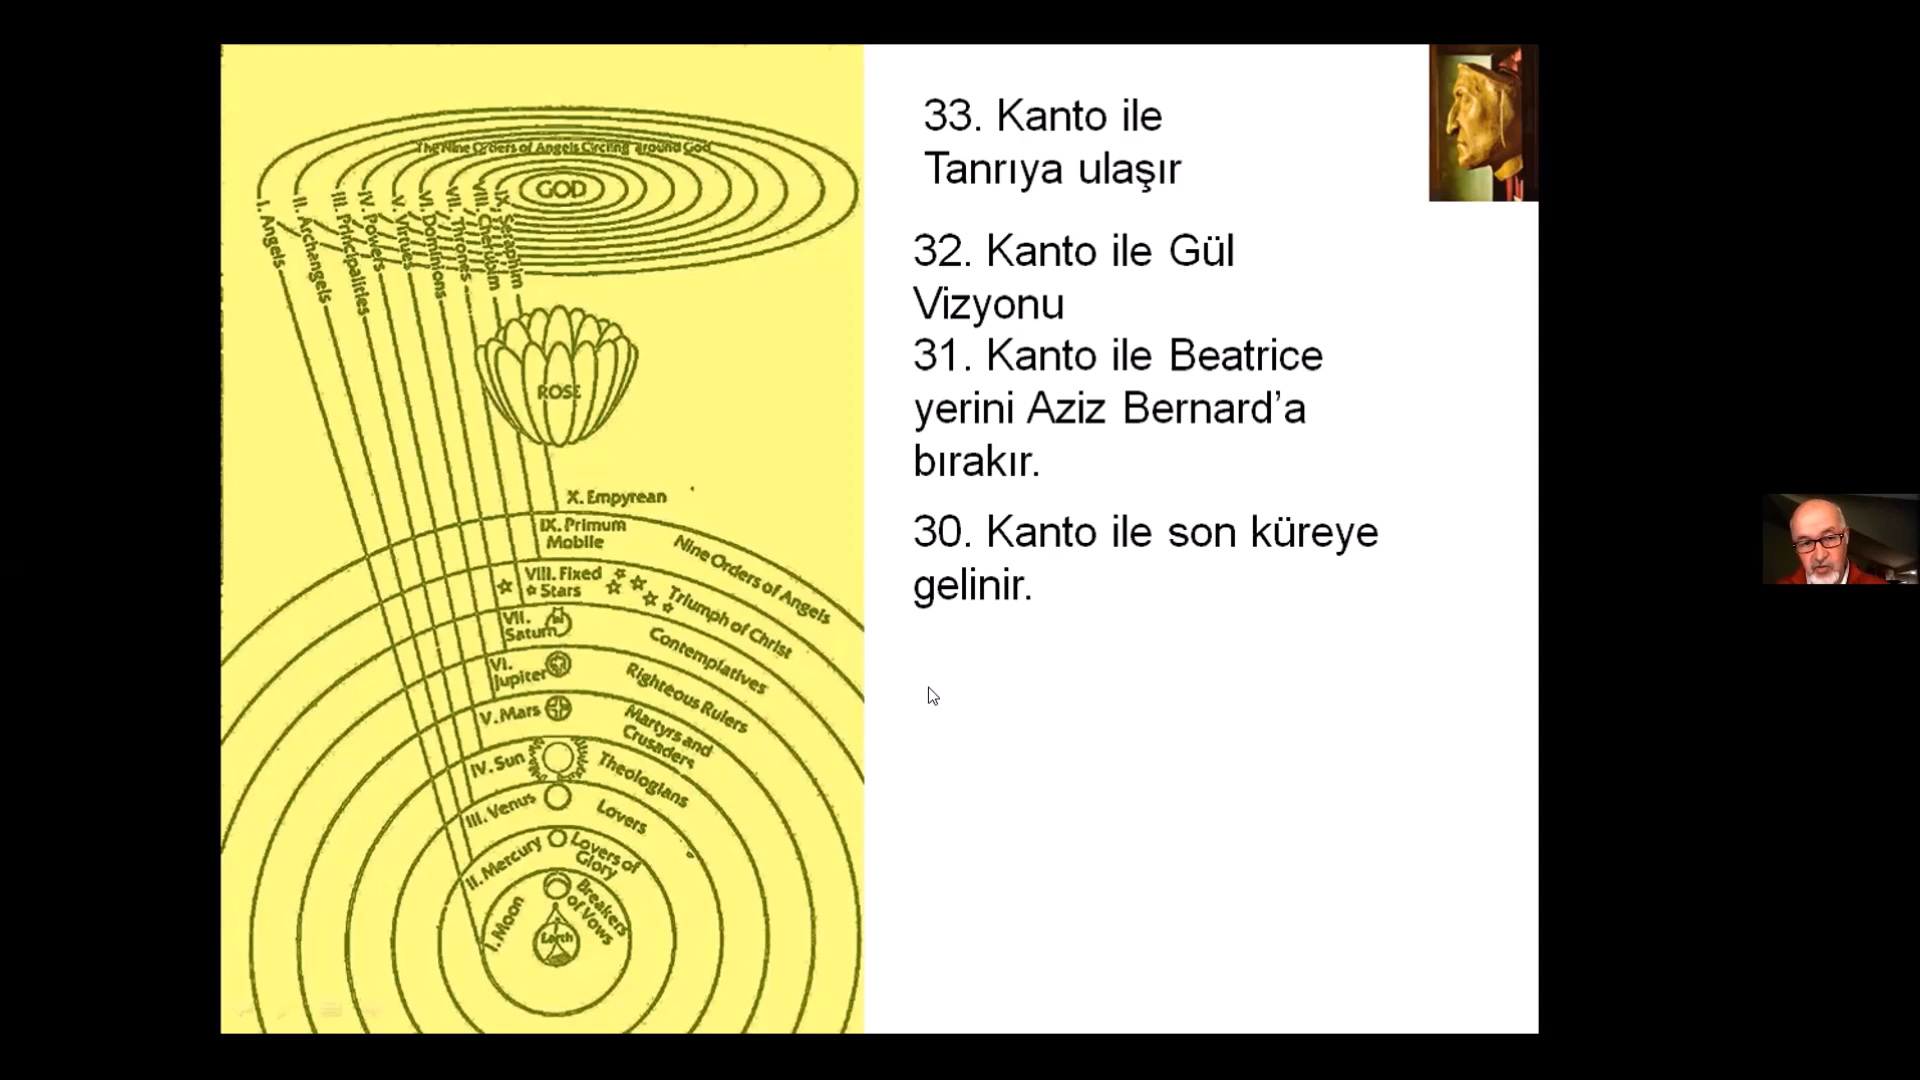 The Nine Orders of Angels Circling around God
GOD
I. Angels
II. Archangels
III. Principalities
IV. Powers
V. Virtues
VI. Dominions
VII. Thrones
VIII. Cherubim
IX. Seraphim
ROSE
X. Empyrean
IX. Primum
Mobile
Nine Orders of Angels
VIII. Fixed
Stars
Triumph of Christ
VII.
Saturn
Contemplatives
VI.
Jupiter
Righteous Rulers
V. Mars
Martyrs and
Crusaders
IV. Sun
Theologians
III. Venus
Lovers
II. Mercury
Lovers of
Glory
I. Moon
Breakers
of Vows
Earth
33. Kanto ile
Tanrıya ulaşır
32. Kanto ile Gül
Vizyonu
31. Kanto ile Beatrice
yerini Aziz Bernard’a
bırakır.
30. Kanto ile son küreye
gelinir.